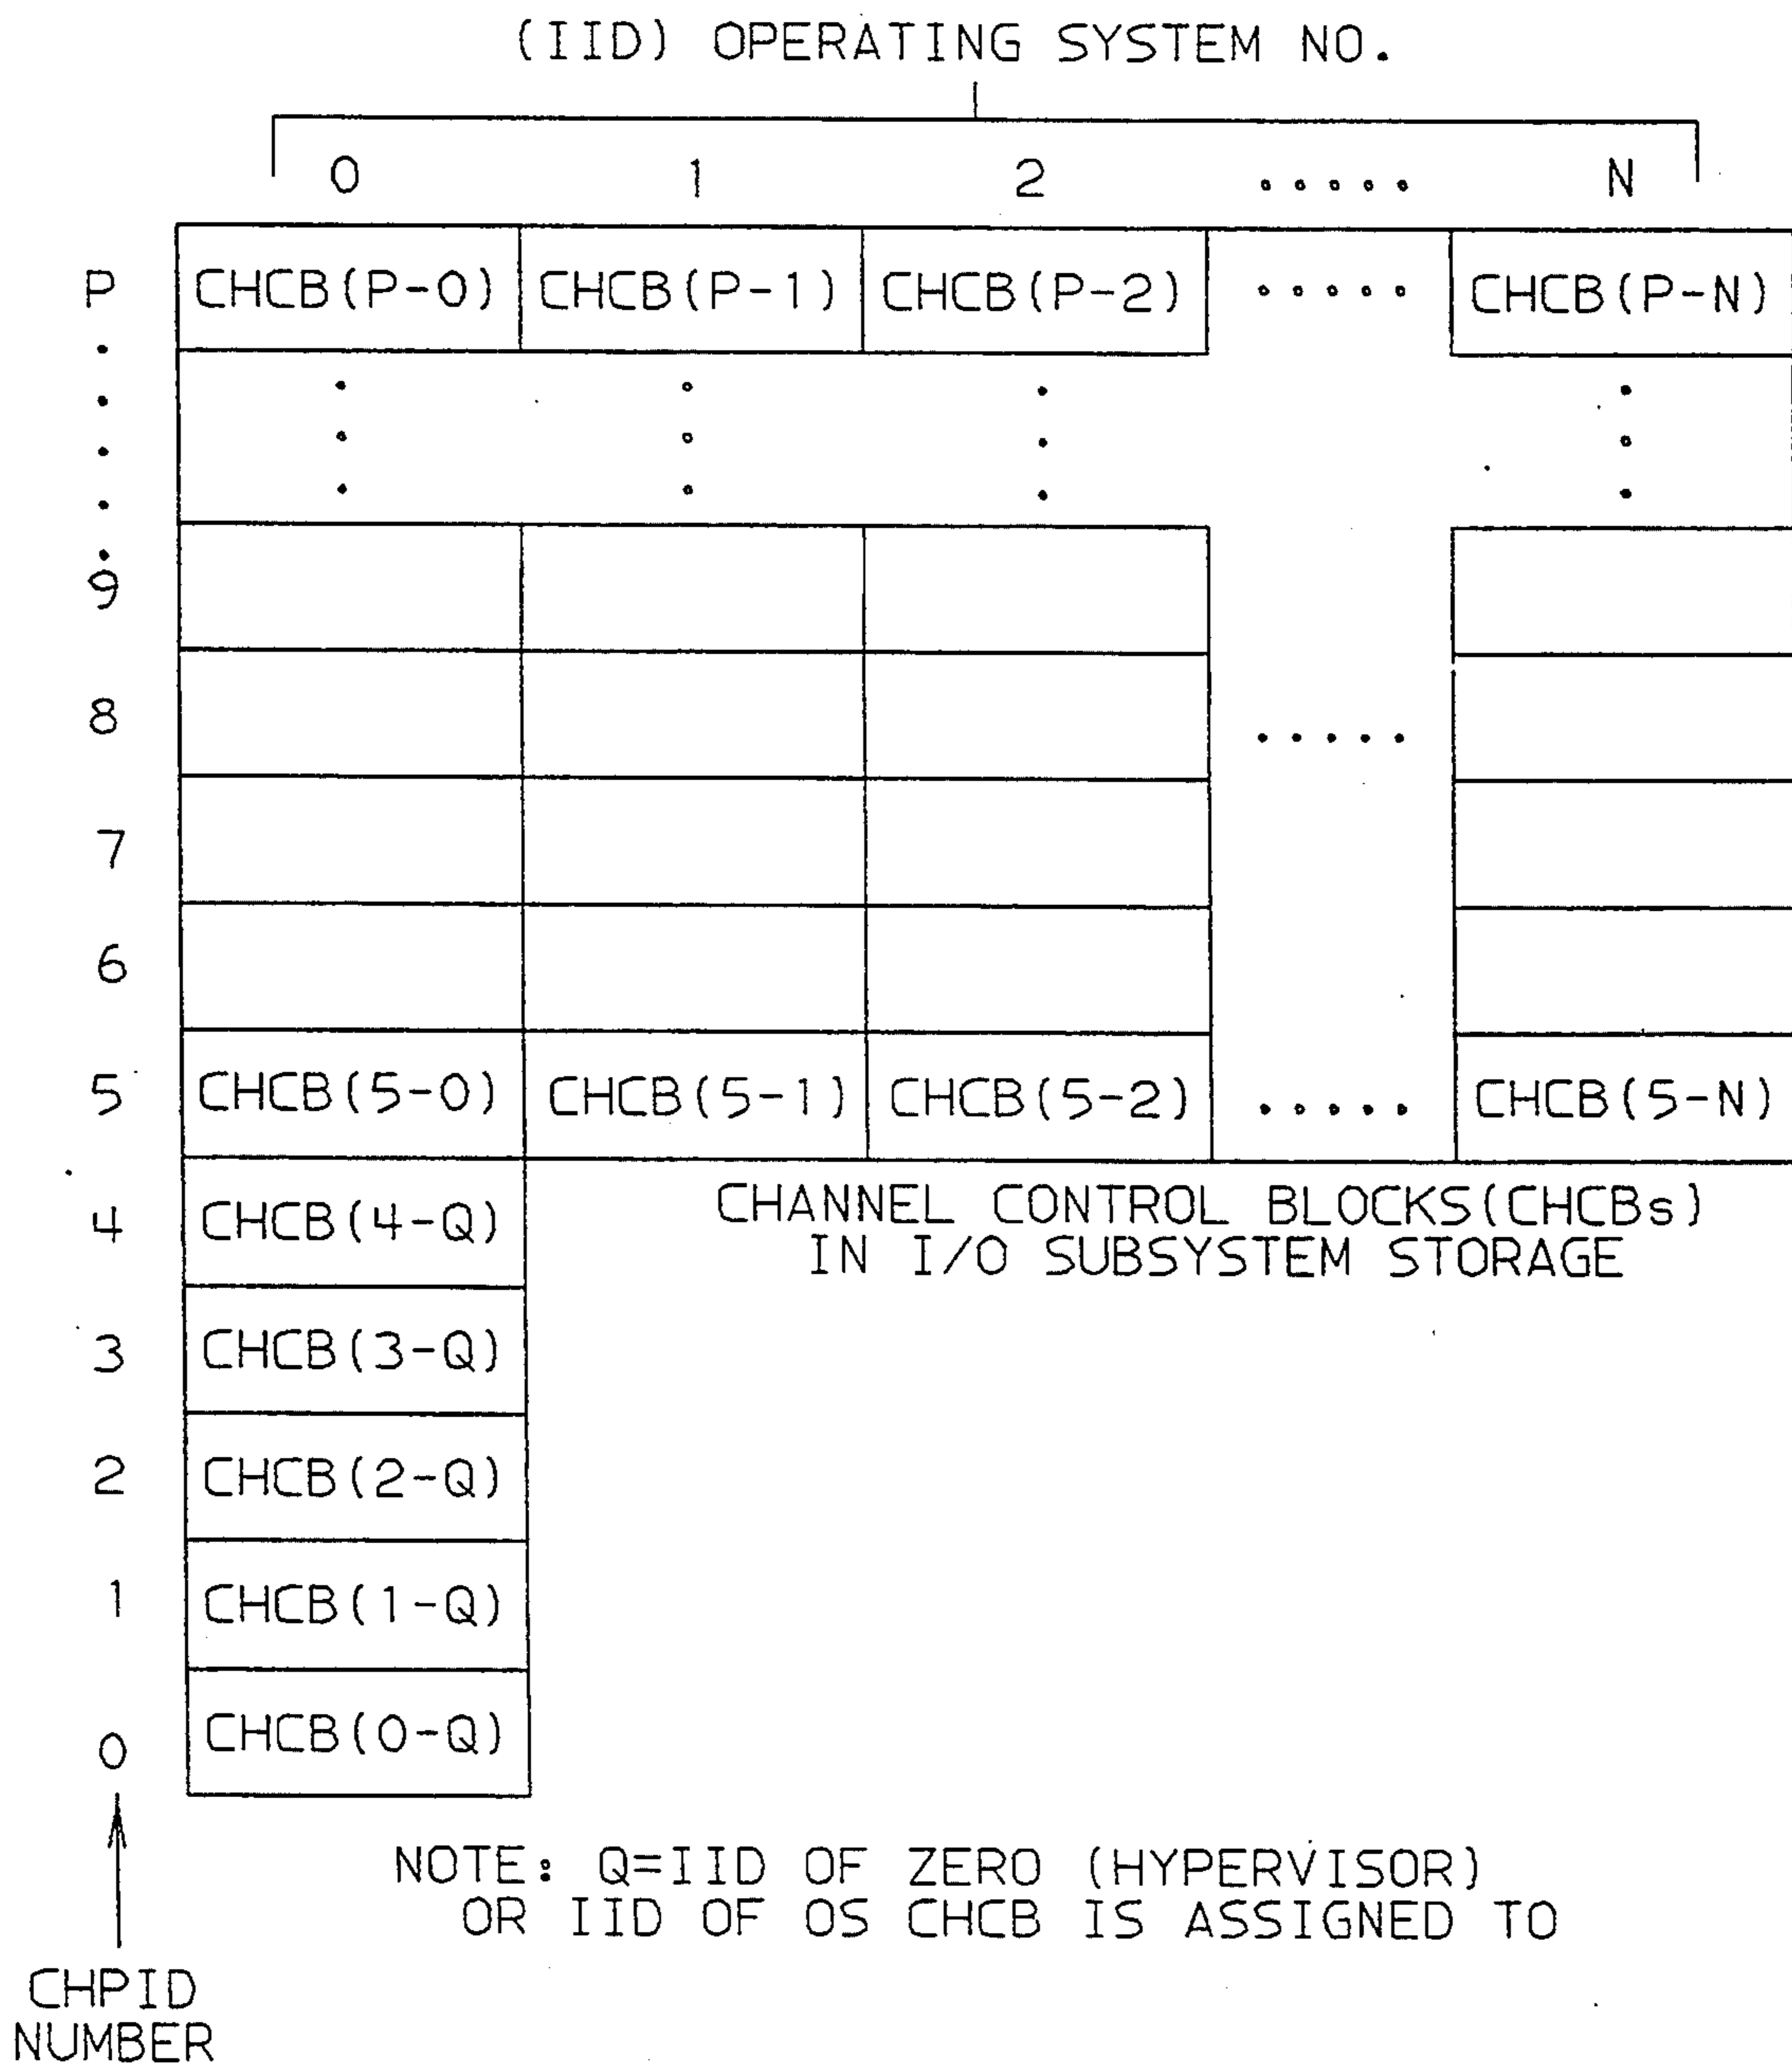 (IID) OPERATING SYSTEM NO.
0 1 2 ..... N
P CHCB(P-0) CHCB(P-1) CHCB(P-2) ..... CHCB(P-N)
9
8 .....
7
6
5 CHCB(5-0) CHCB(5-1) CHCB(5-2) ..... CHCB(5-N)
4 CHCB(4-Q)
CHANNEL CONTROL BLOCKS(CHCBs)
IN I/O SUBSYSTEM STORAGE
3 CHCB(3-Q)
2 CHCB(2-Q)
1 CHCB(1-Q)
0 CHCB(0-Q)
NOTE: Q=IID OF ZERO (HYPERVISOR)
OR IID OF OS CHCB IS ASSIGNED TO
CHPID
NUMBER